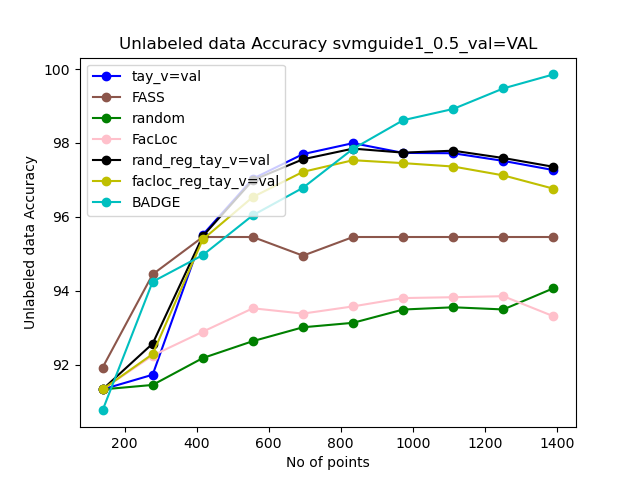 Unlabeled data Accuracy svmguide1_0.5_val=VAL
100
98
96
94
92
Unlabeled data Accuracy
tay_v=val
FASS
random
FacLoc
rand_reg_tay_v=val
facloc_reg_tay_v=val
BADGE
200 400 600 800 1000 1200 1400
No of points